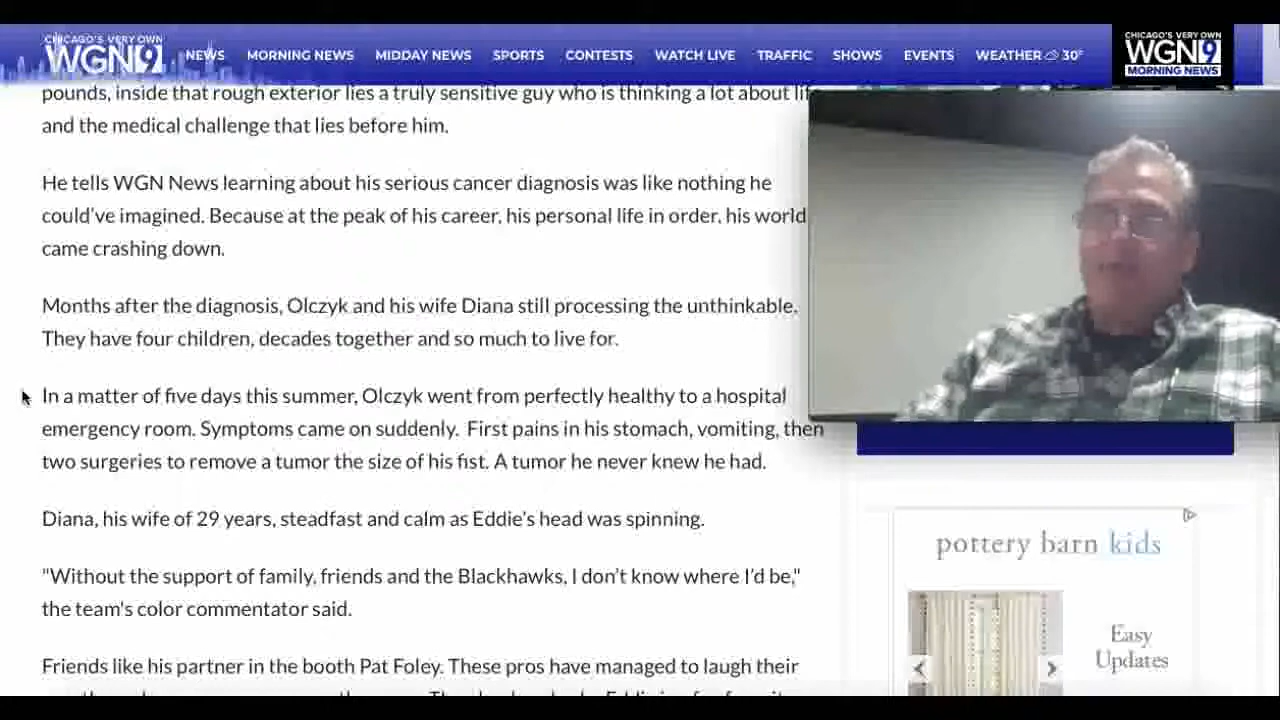 CHICAGO'S VERY OWN
WGN9
NEWS MORNING NEWS MIDDAY NEWS SPORTS CONTESTS WATCH LIVE TRAFFIC SHOWS EVENTS WEATHER 30°
CHICAGO'S VERY OWN
WGN9
MORNING NEWS
pounds, inside that rough exterior lies a truly sensitive guy who is thinking a lot about
and the medical challenge that lies before him.
He tells WGN News learning about his serious cancer diagnosis was like nothing he
could've imagined. Because at the peak of his career, his personal life in order, his world
came crashing down.
Months after the diagnosis, Olczyk and his wife Diana still processing the unthinkable.
They have four children, decades together and so much to live for.
In a matter of five days this summer, Olczyk went from perfectly healthy to a hospital
emergency room. Symptoms came on suddenly. First pains in his stomach, vomiting, then
two surgeries to remove a tumor the size of his fist. A tumor he never knew he had.
Diana, his wife of 29 years, steadfast and calm as Eddie's head was spinning.
"Without the support of family, friends and the Blackhawks, I don't know where I'd be,"
the team's color commentator said.
Friends like his partner in the booth Pat Foley. These pros have managed to laugh their
pottery barn kids
Easy
Updates